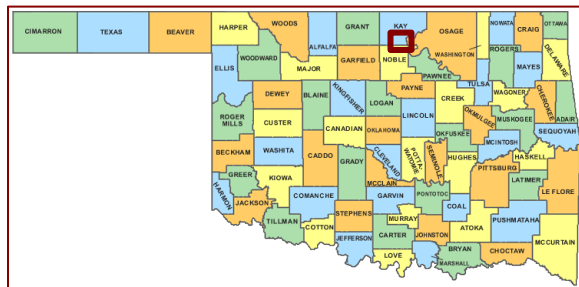 CIMARRON
TEXAS
BEAVER
HARPER
WOODS
ALFALFA
GRANT
KAY
OSAGE
NOWATA
CRAIG
OTTAWA
WASHINGTON
ROGERS
DELAWARE
ELLIS
WOODWARD
MAJOR
GARFIELD
NOBLE
PAWNEE
TULSA
MAYES
DEWEY
BLAINE
KINGFISHER
LOGAN
PAYNE
CREEK
WAGONER
CHEROKEE
ADAIR
ROGER
MILLS
CUSTER
CANADIAN
OKLAHOMA
LINCOLN
OKFUSKEE
OKMULGEE
MUSKOGEE
SEQUOYAH
BECKHAM
WASHITA
CADDO
GRADY
CLEVELAND
POTTA-
WATOMIE
SEMINOLE
HUGHES
MCINTOSH
HASKELL
PITTSBURG
LATIMER
LE FLORE
GREER
KIOWA
HARMON
JACKSON
COMANCHE
MCCLAIN
GARVIN
PONTOTOC
COAL
PUSHMATAHA
TILLMAN
COTTON
STEPHENS
JEFFERSON
MURRAY
CARTER
JOHNSTON
ATOKA
LOVE
MARSHALL
BRYAN
CHOCTAW
MCCURTAIN